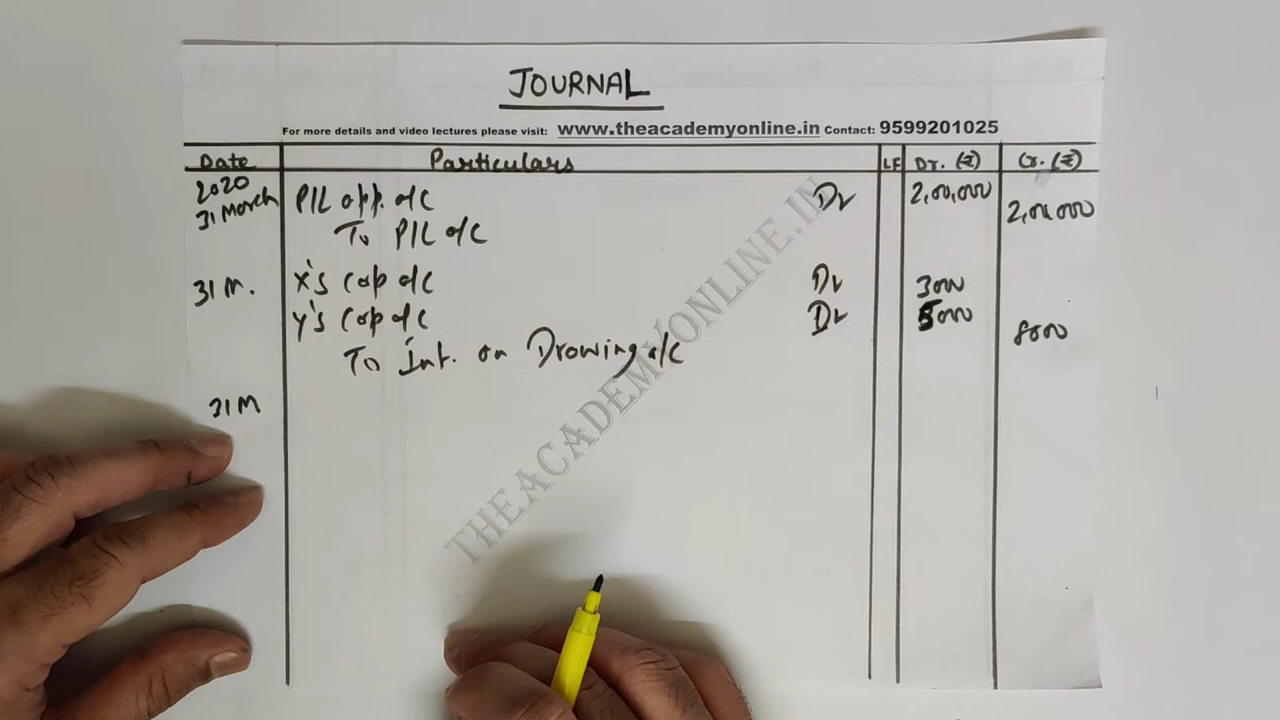 JOURNAL
For more details and video lectures please visit: www.theacademyonline.in Contact: 9599201025
Date Particulars LF Dr. (₹) Cr. (₹)
2020
31 March P/L app. a/c Dr 2,00,000
To P/L a/c 2,00,000
31 M. X's Cap a/c Dr 3000
Y's Cap a/c Dr 5000
To Int. on Drawing a/c 8000
31 M
THEACADEMYONLINE.IN